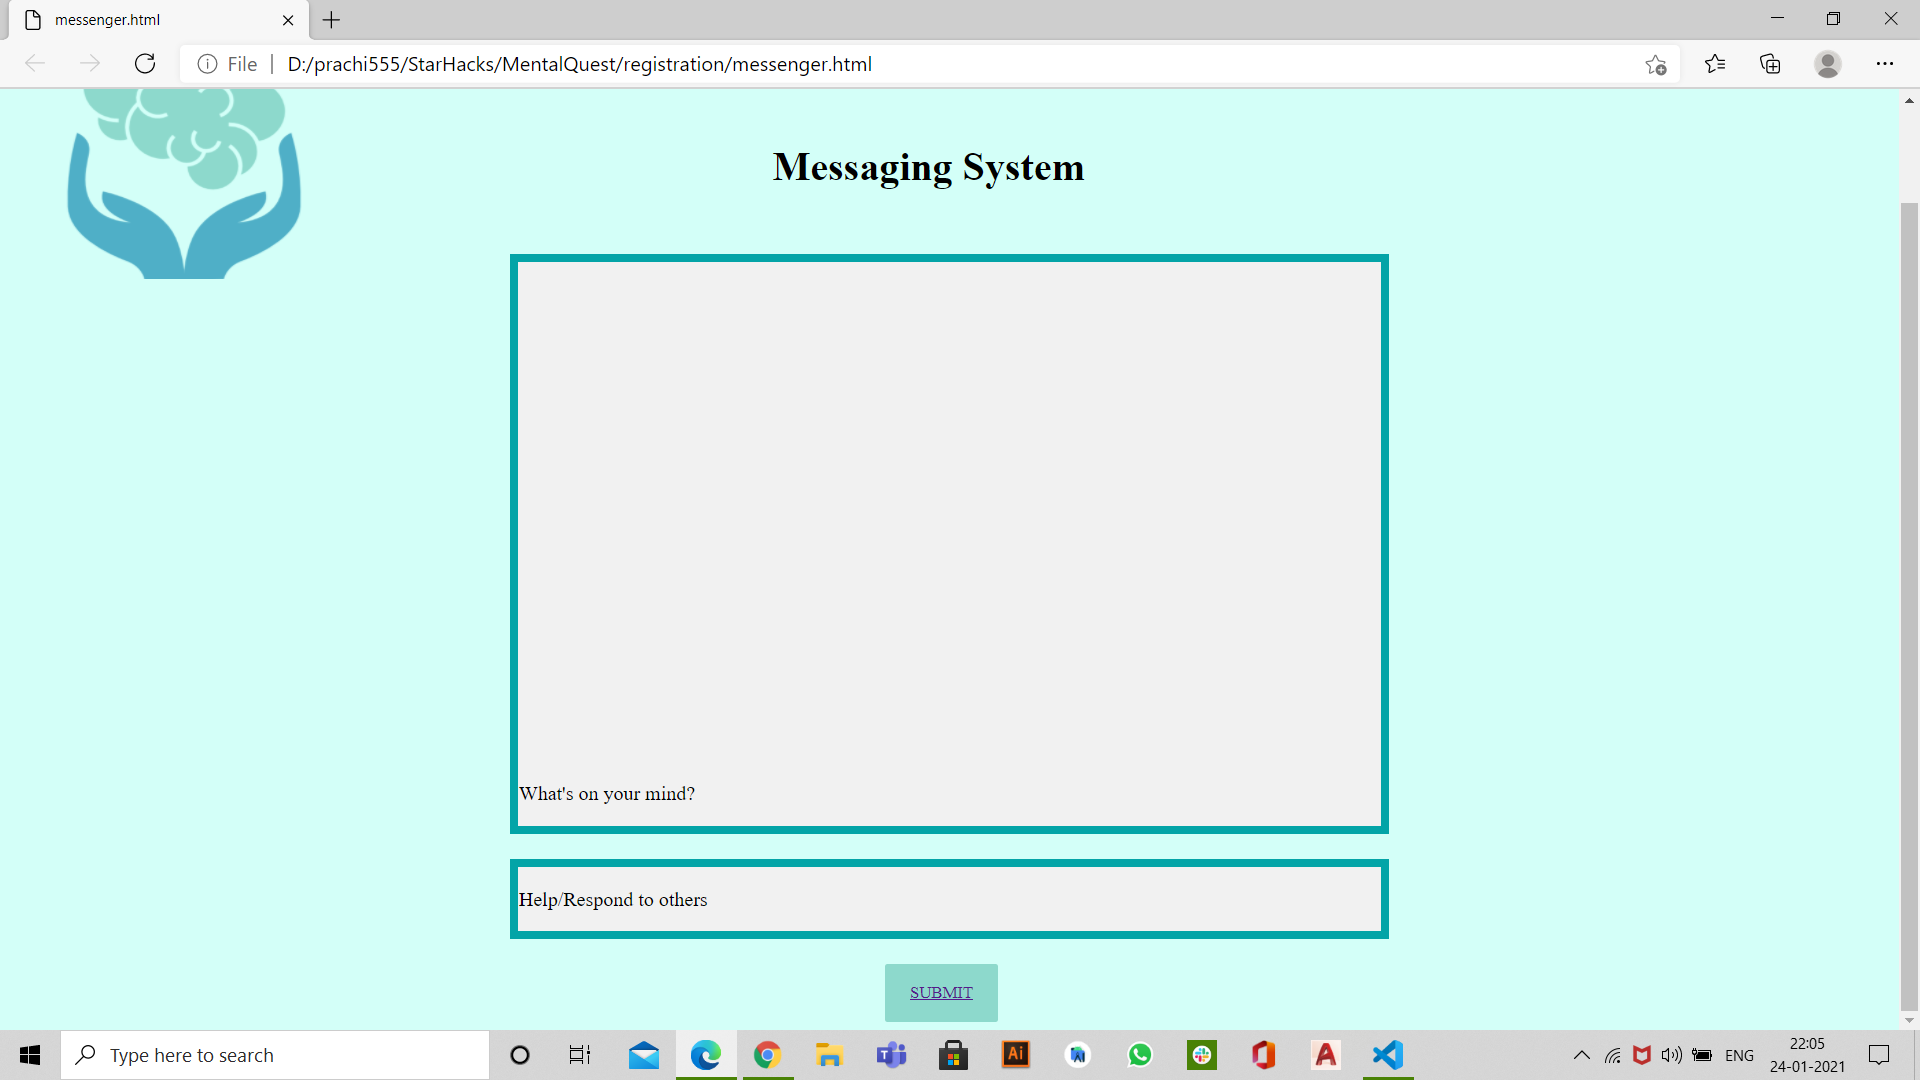 messenger.html
File
D:/prachi555/StarHacks/MentalQuest/registration/messenger.html
Messaging System
What's on your mind?
Help/Respond to others
SUBMIT
Type here to search
T
Ai
A
ENG
22:05
24-01-2021